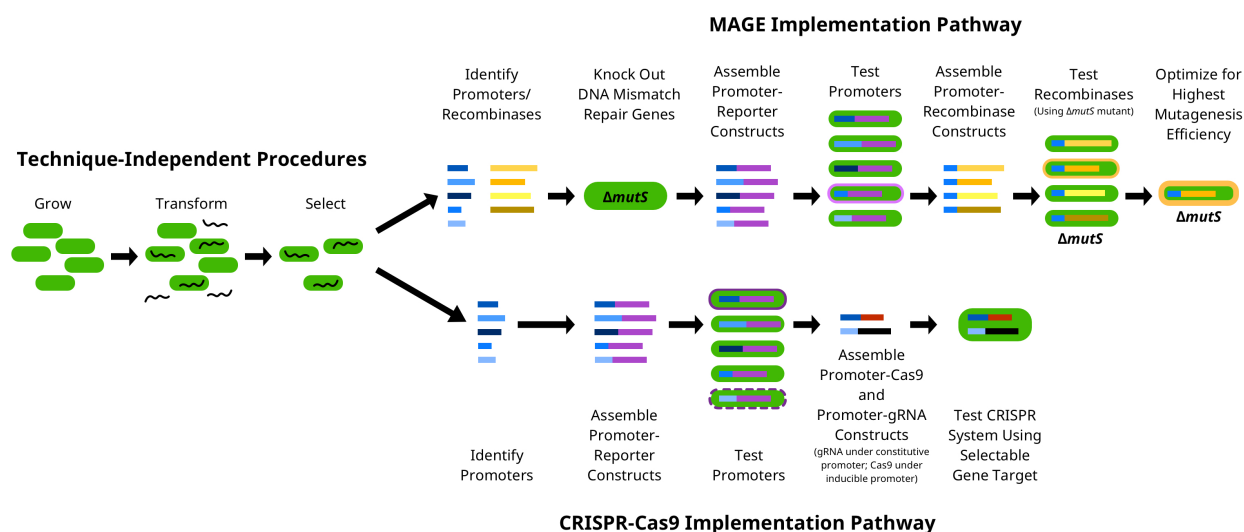 MAGE Implementation Pathway
Identify
Promoters/
Recombinases
Knock Out
DNA Mismatch
Repair Genes
Assemble
Promoter-
Reporter
Constructs
Test
Promoters
Assemble
Promoter-
Recombinase
Constructs
Test
Recombinases
(Using ΔmutS mutant)
Optimize for
Highest
Mutagenesis
Efficiency
ΔmutS
ΔmutS
ΔmutS
Technique-Independent Procedures
Grow
Transform
Select
Identify
Promoters
Assemble
Promoter-
Reporter
Constructs
Test
Promoters
Assemble
Promoter-Cas9
and
Promoter-gRNA
Constructs
(gRNA under constitutive
promoter; Cas9 under
inducible promoter)
Test CRISPR
System Using
Selectable
Gene Target
CRISPR-Cas9 Implementation Pathway